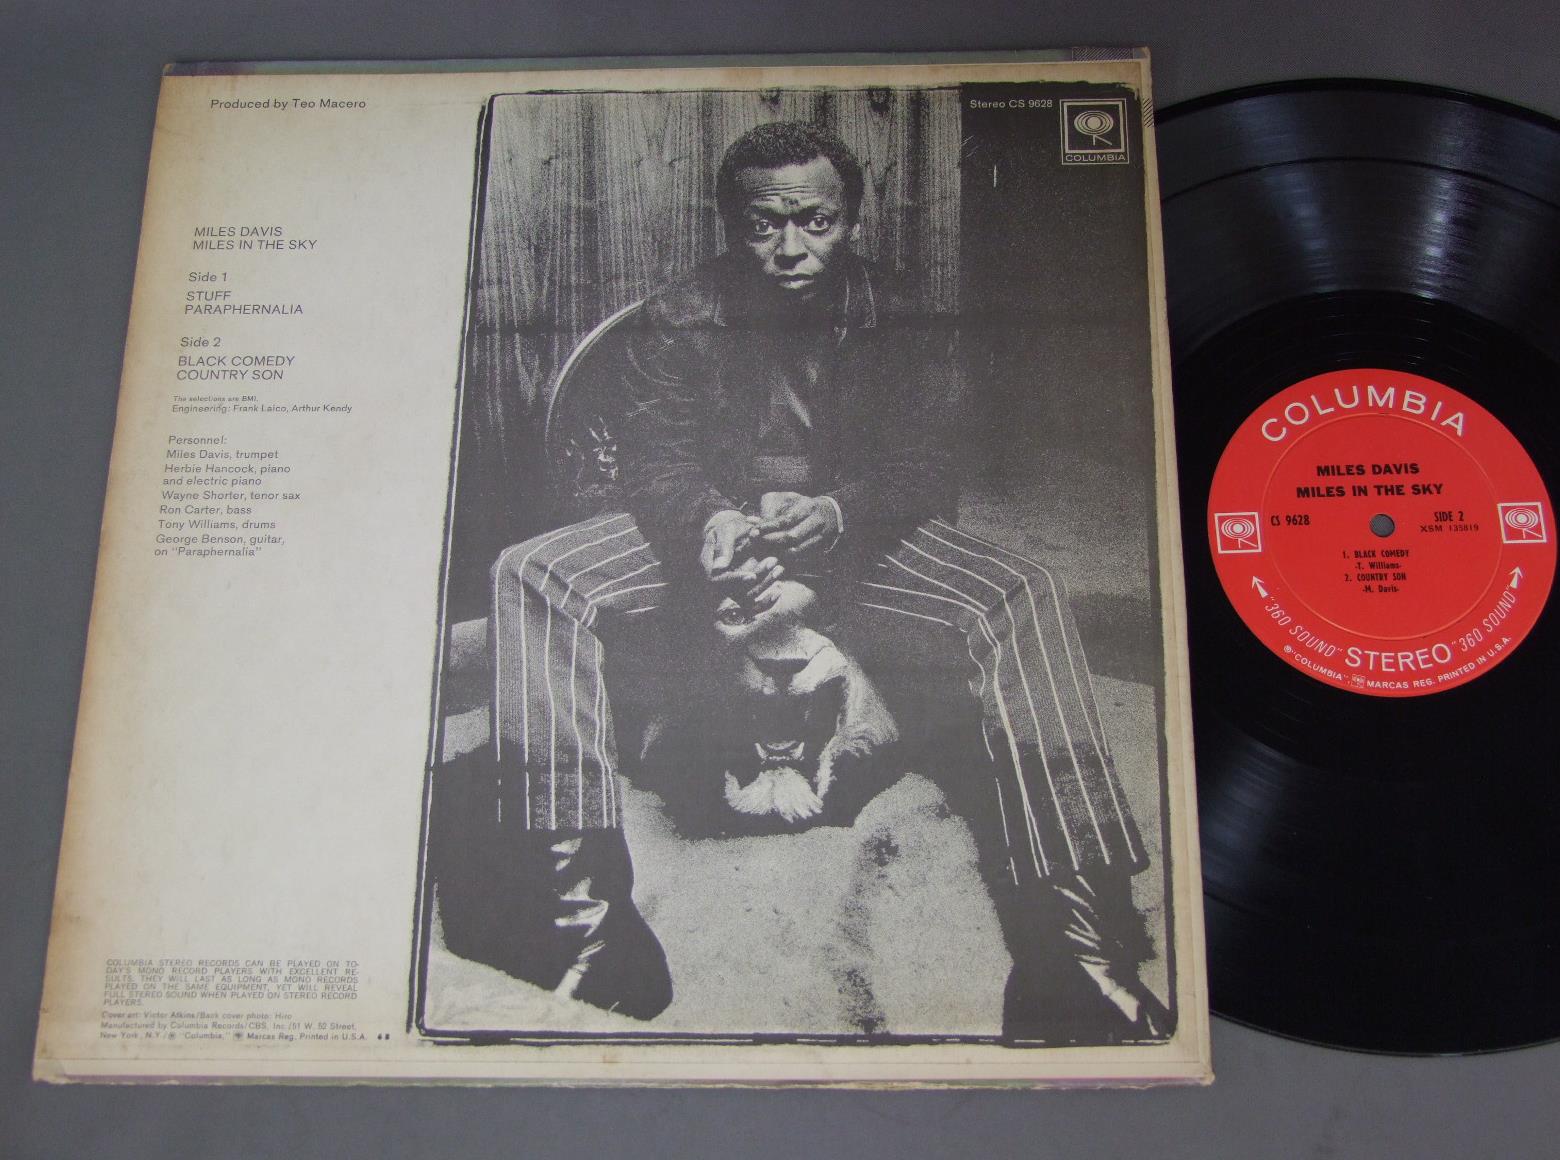 Produced by Teo Macero
Stereo CS 9628
COLUMBIA
MILES DAVIS
MILES IN THE SKY
Side 1
STUFF
PARAPHERNALIA
Side 2
BLACK COMEDY
COUNTRY SON
The selections are BMI.
Engineering: Frank Laico, Arthur Kendy
Personnel:
Miles Davis, trumpet
Herbie Hancock, piano
and electric piano
Wayne Shorter, tenor sax
Ron Carter, bass
Tony Williams, drums
George Benson, guitar,
on "Paraphernalia"
COLUMBIA STEREO RECORDS CAN BE PLAYED ON TO-
DAY'S MONO RECORD PLAYERS WITH EXCELLENT RE-
SULTS. THEY WILL LAST AS LONG AS MONO RECORDS
PLAYED ON THE SAME EQUIPMENT, YET WILL REVEAL
FULL STEREO SOUND WHEN PLAYED ON STEREO RECORD
PLAYERS.
Cover art: Victor Atkins/Back cover photo: Hiro
Manufactured by Columbia Records/CBS, Inc./51 W. 52 Street,
New York, N.Y./® "Columbia," Marcas Reg. Printed in U.S.A.
COLUMBIA
MILES DAVIS
MILES IN THE SKY
CS 9628
SIDE 2
XSM 135819
1. BLACK COMEDY
-T. Williams-
2. COUNTRY SON
-M. Davis-
"360 SOUND" STEREO "360 SOUND"
®"COLUMBIA", MARCAS REG. PRINTED IN U.S.A.